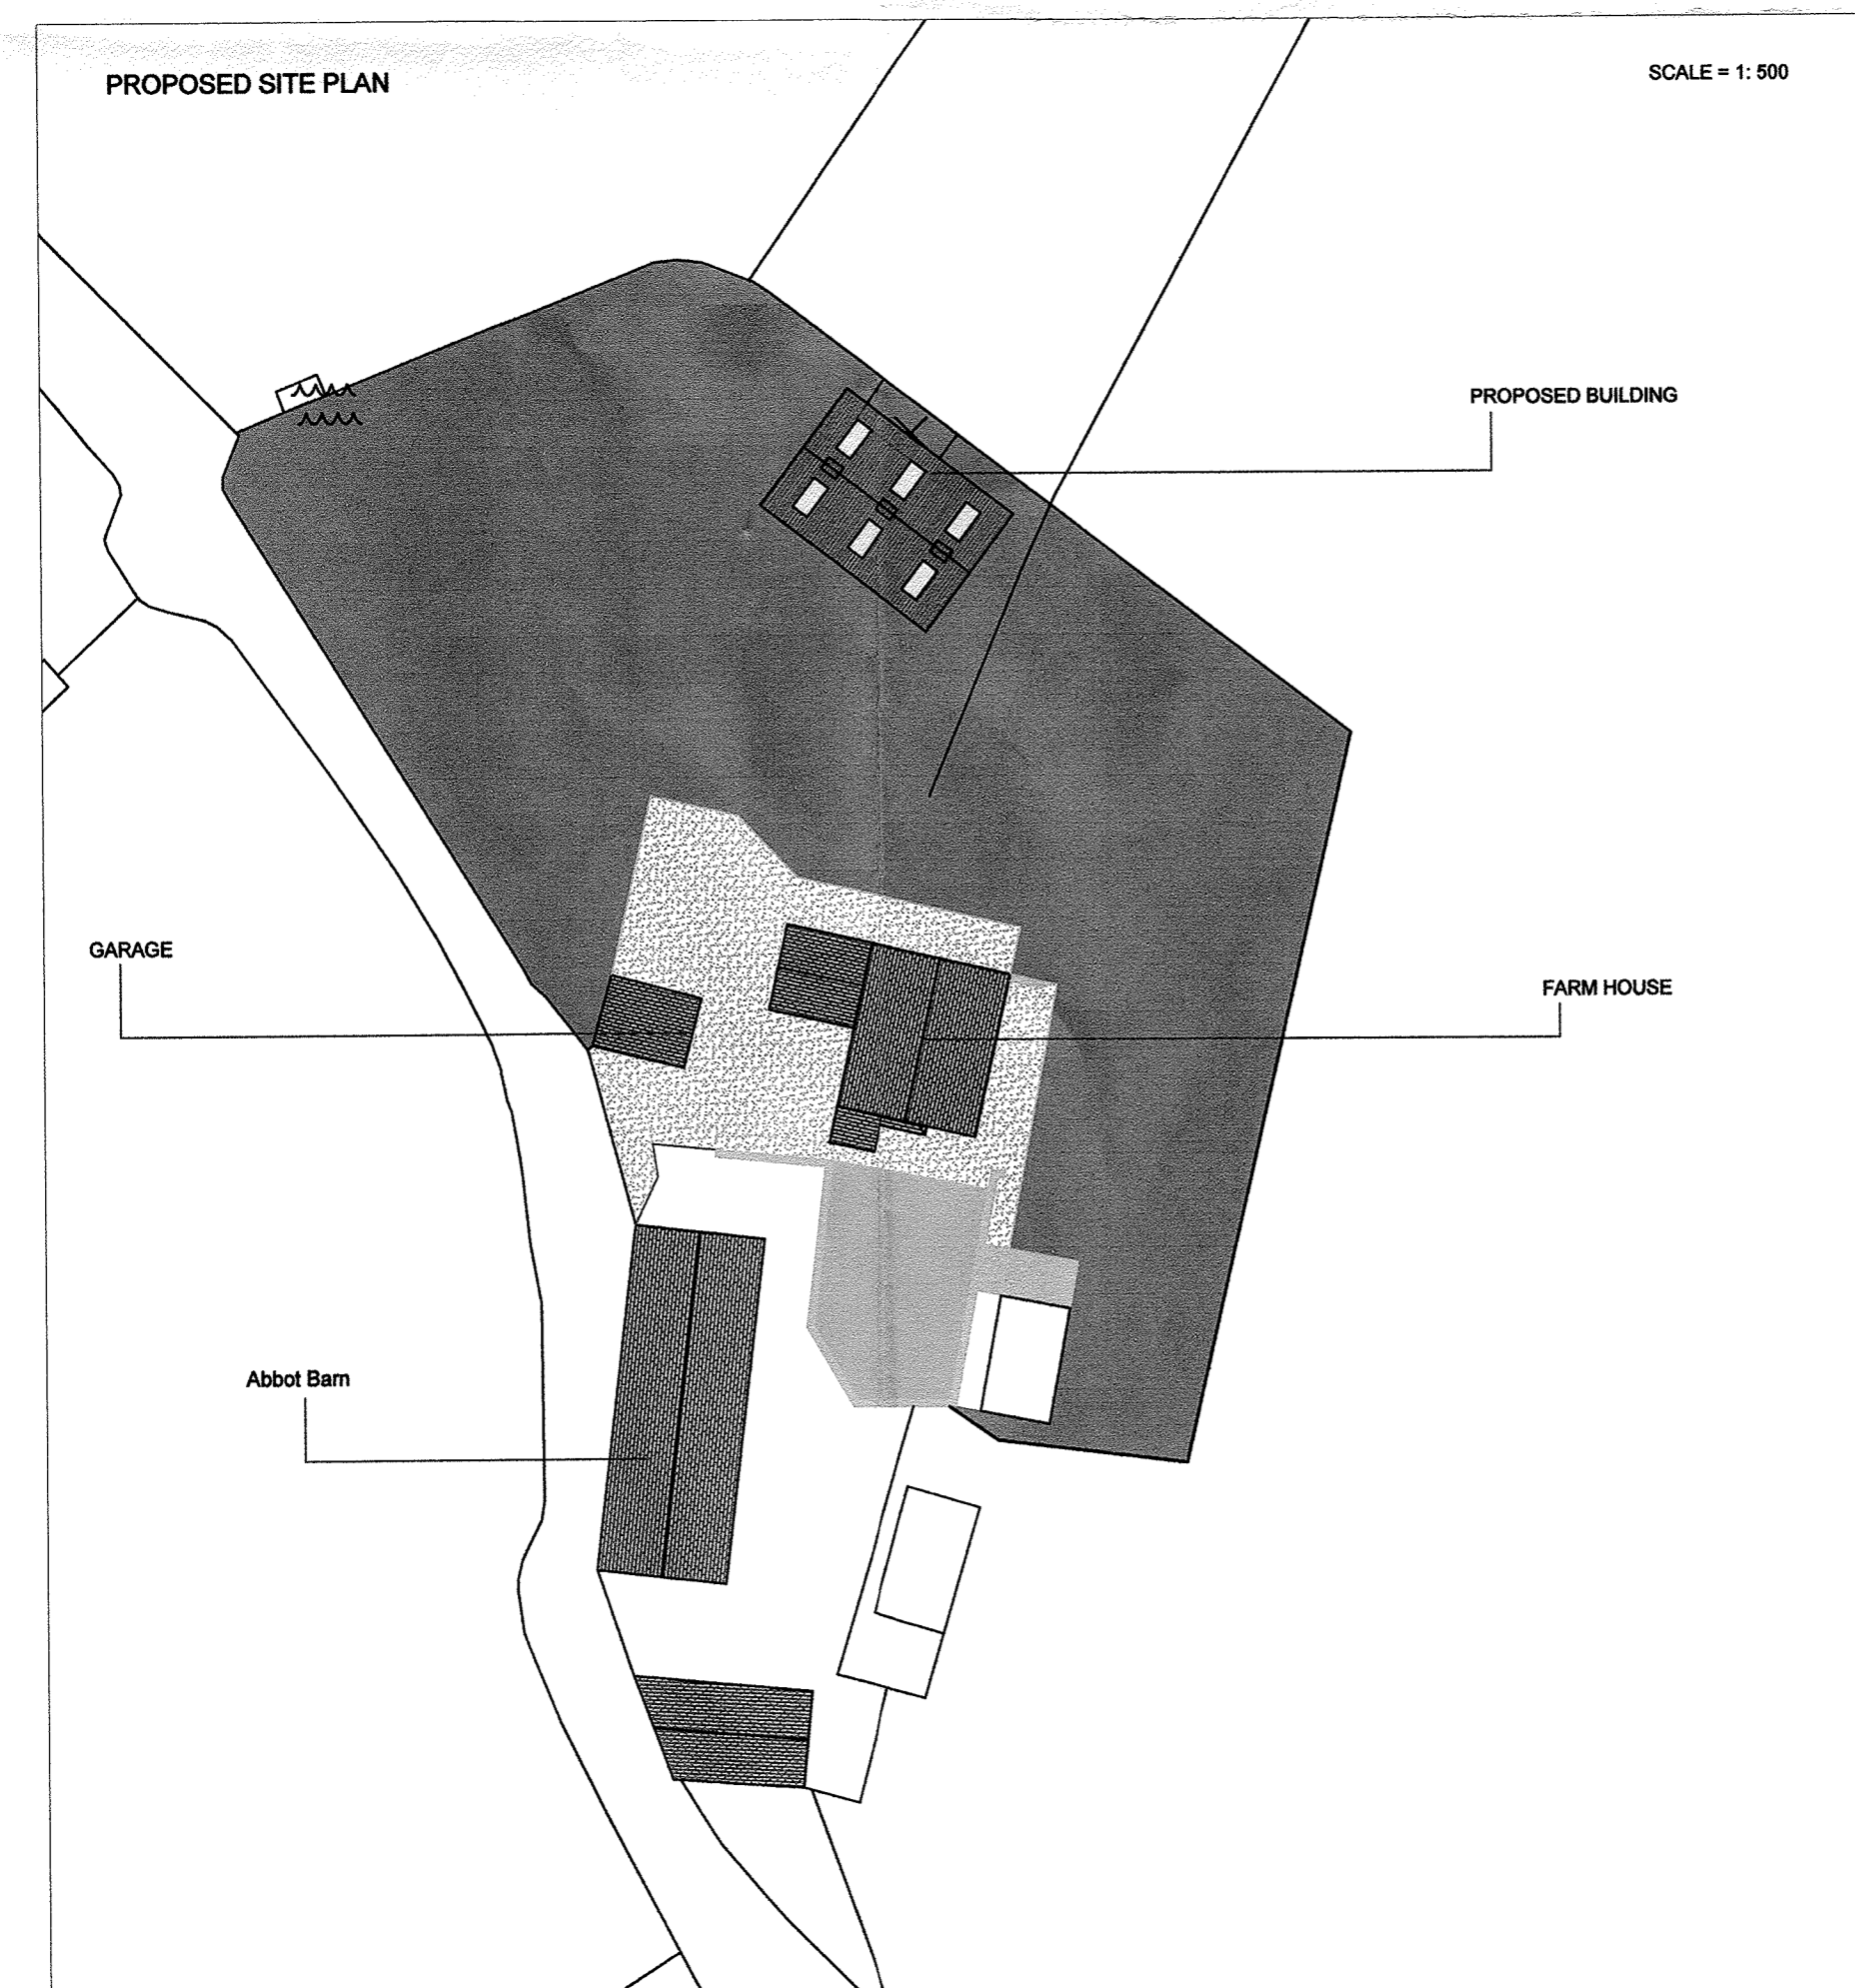 PROPOSED SITE PLAN
SCALE = 1: 500
PROPOSED BUILDING
GARAGE
FARM HOUSE
Abbot Barn